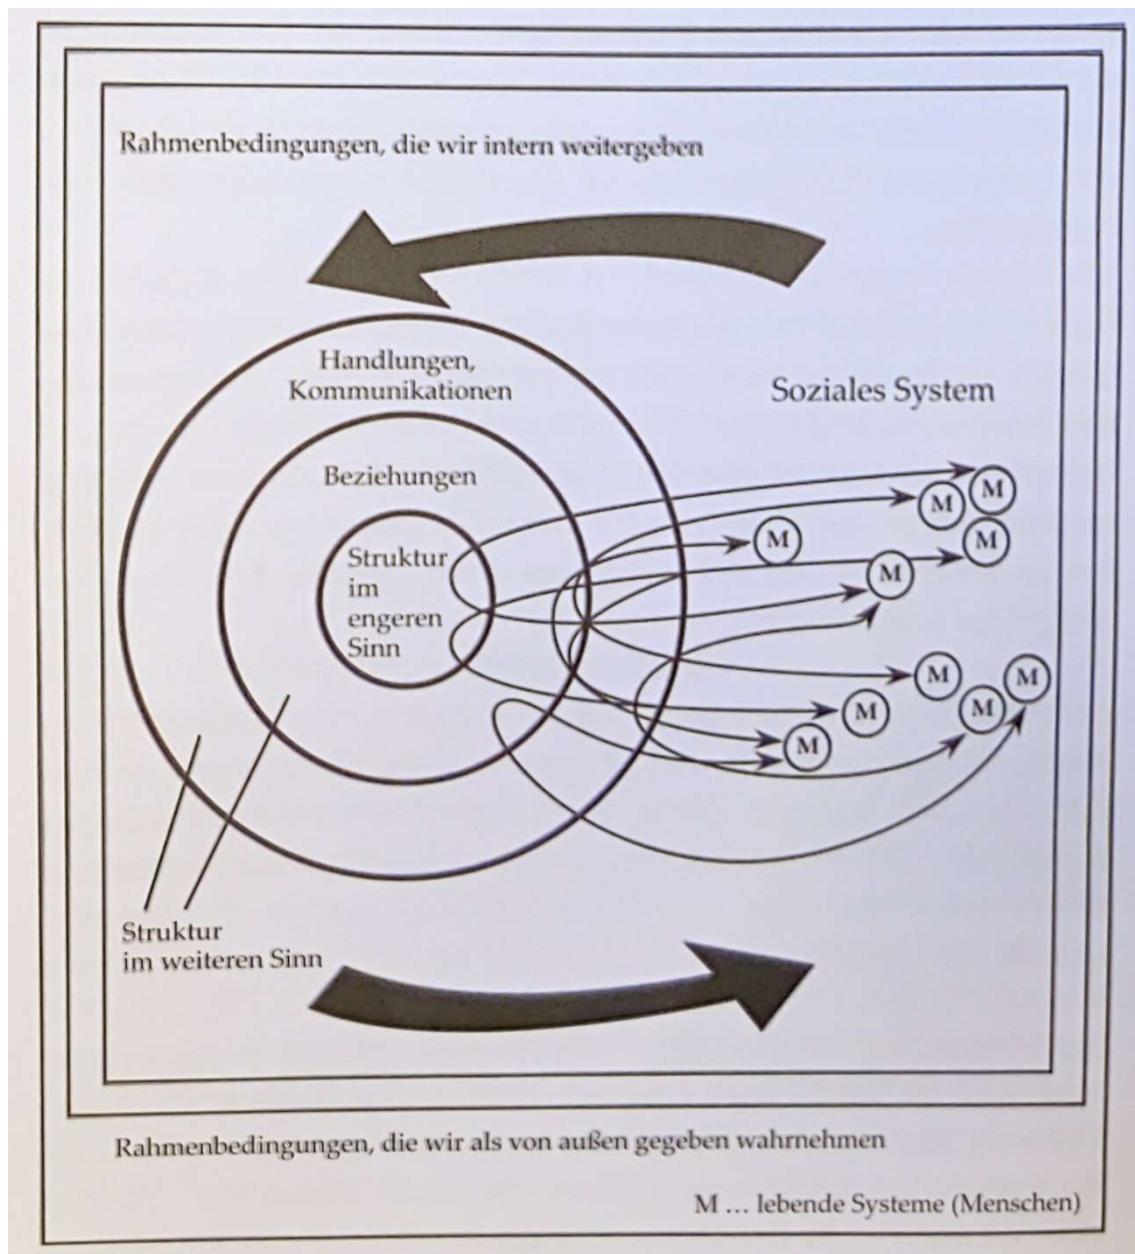 Rahmenbedingungen, die wir intern weitergeben
Handlungen,
Kommunikationen
Soziales System
Beziehungen
Struktur
im
engeren
Sinn
M
M
M
M
M
M
M
M
M
M
Struktur
im weiteren Sinn
Rahmenbedingungen, die wir als von außen gegeben wahrnehmen
M ... lebende Systeme (Menschen)